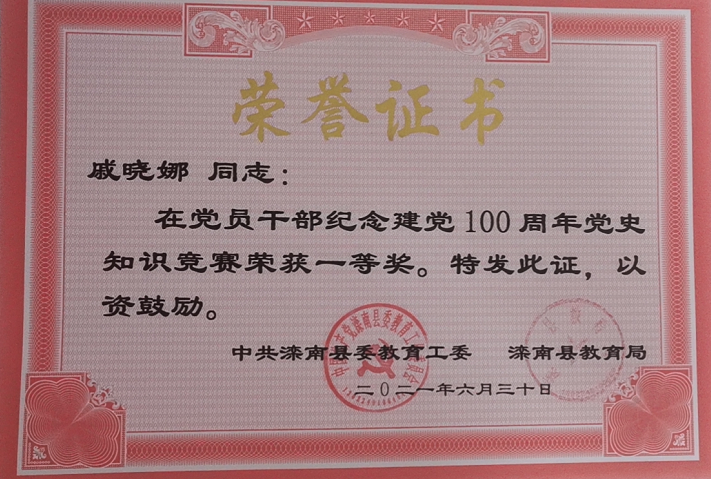 荣誉证书
戚晓娜 同志：
在党员干部纪念建党100周年党史
知识竞赛荣获一等奖。特发此证，以
资鼓励。
中共滦南县委教育工委 滦南县教育局
二〇二一年六月三十日